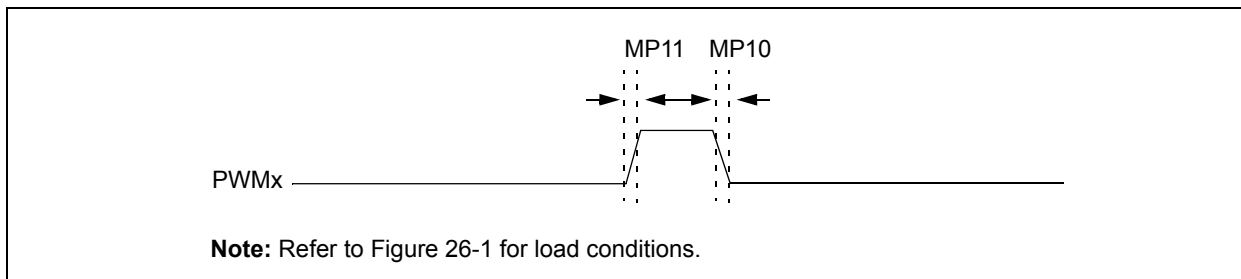 MP11 MP10
PWMx
Note: Refer to Figure 26-1 for load conditions.